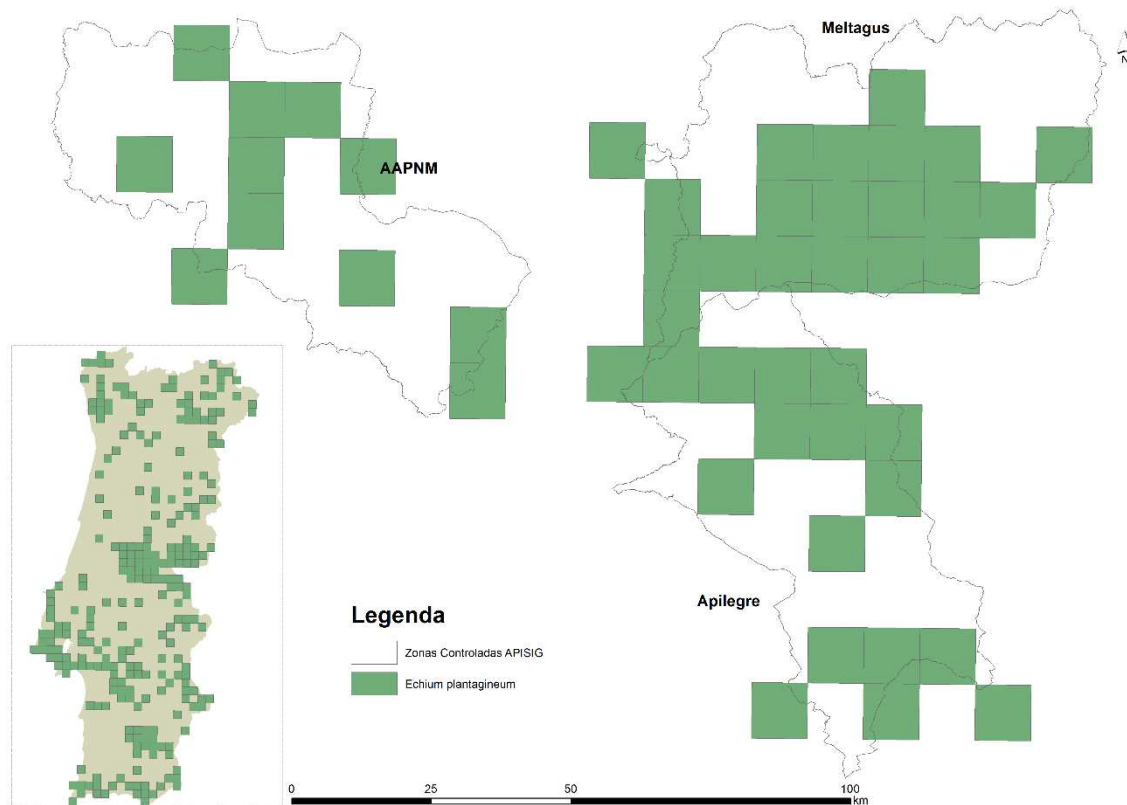 Meltagus
N
AAPNM
Apilegre
Legenda
Zonas Controladas APISIG
Echium plantagineum
0 25 50 100
km